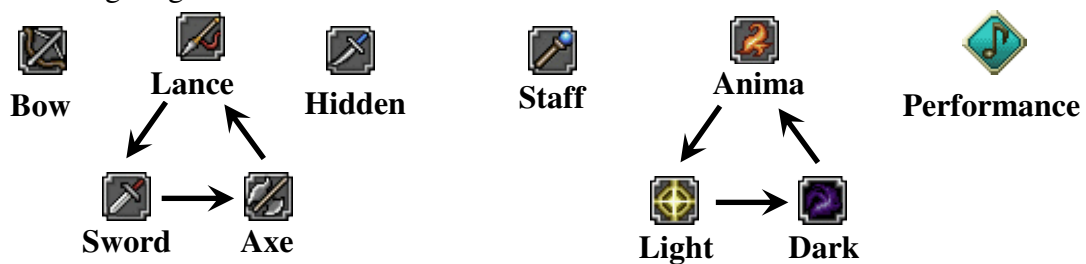 Bow
Lance
Hidden
Staff
Anima
Performance
Sword
Axe
Light
Dark